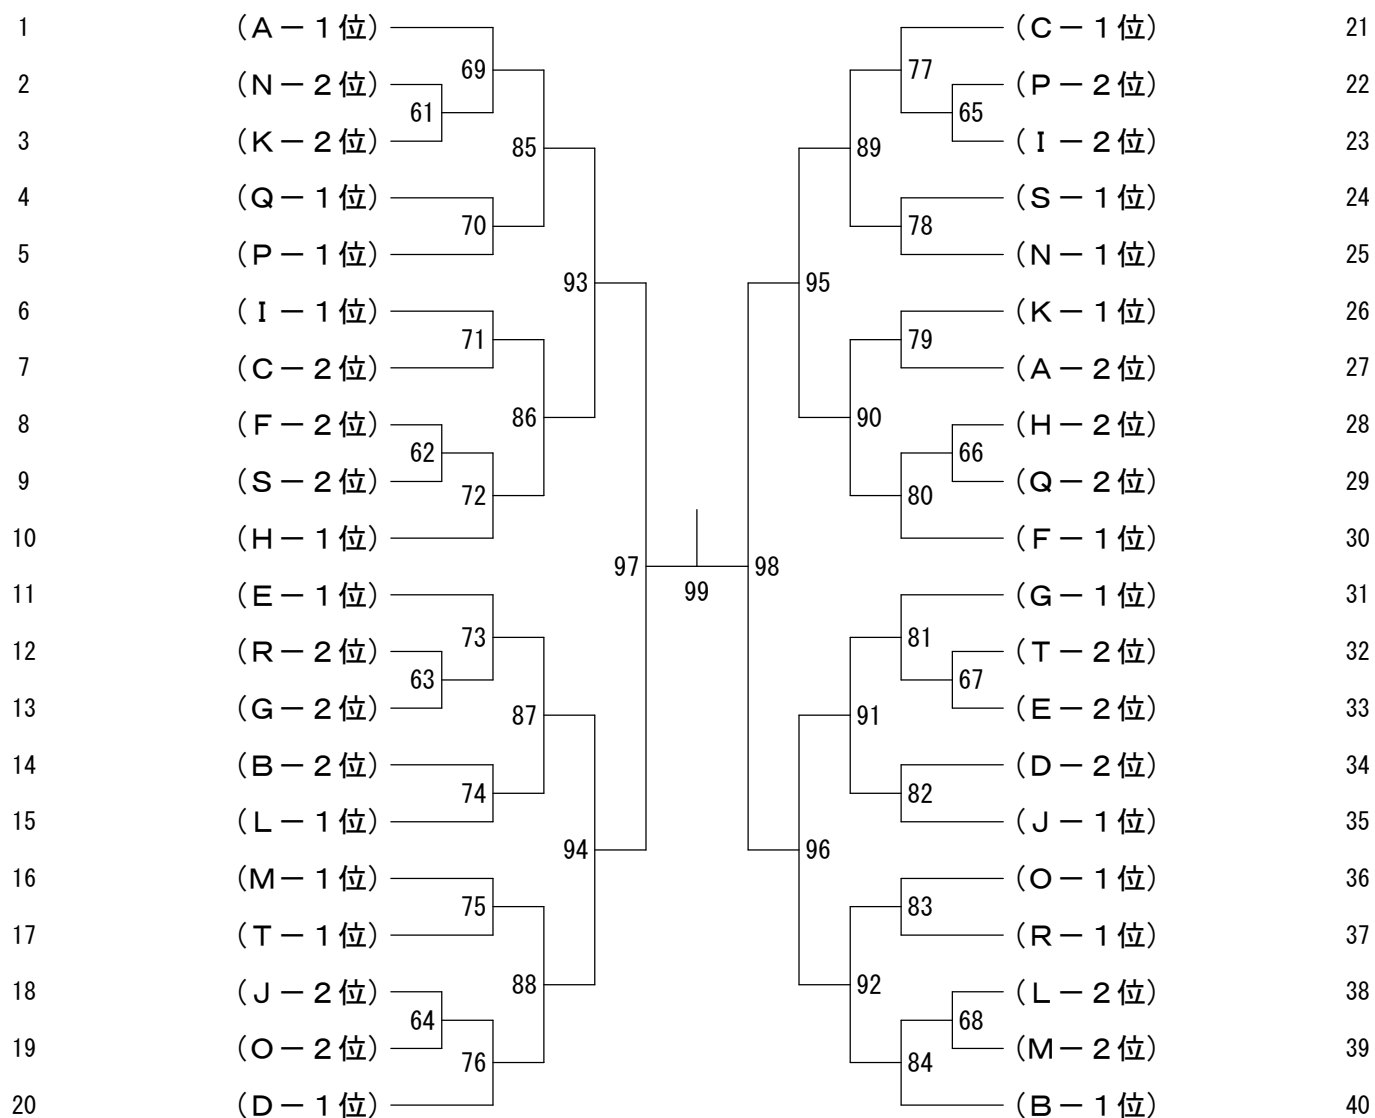 1 （A－1位） （C－1位） 21
69 77
2 （N－2位） （P－2位） 22
61 65
3 （K－2位） （I－2位） 23
85 89
4 （Q－1位） （S－1位） 24
70 78
5 （P－1位） （N－1位） 25
93 95
6 （I－1位） （K－1位） 26
71 79
7 （C－2位） （A－2位） 27
86 90
8 （F－2位） （H－2位） 28
62 66
9 （S－2位） （Q－2位） 29
72 80
10 （H－1位） （F－1位） 30
97 98
99
11 （E－1位） （G－1位） 31
73 81
12 （R－2位） （T－2位） 32
63 67
13 （G－2位） （E－2位） 33
87 91
14 （B－2位） （D－2位） 34
74 82
15 （L－1位） （J－1位） 35
94 96
16 （M－1位） （O－1位） 36
75 83
17 （T－1位） （R－1位） 37
88 92
18 （J－2位） （L－2位） 38
64 68
19 （O－2位） （M－2位） 39
76 84
20 （D－1位） （B－1位） 40